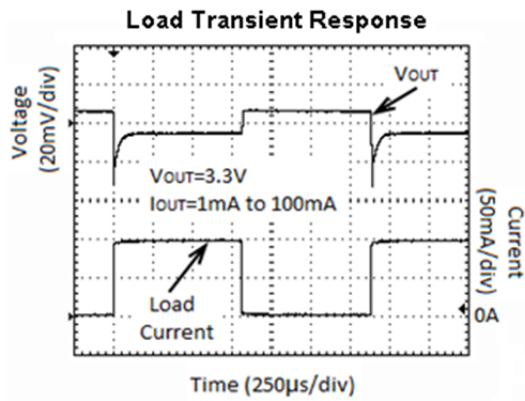 Load Transient Response
Voltage
(20mV/div)
VOUT
VOUT=3.3V
IOUT=1mA to 100mA
Load
Current
Current
(50mA/div)
0A
Time (250µs/div)